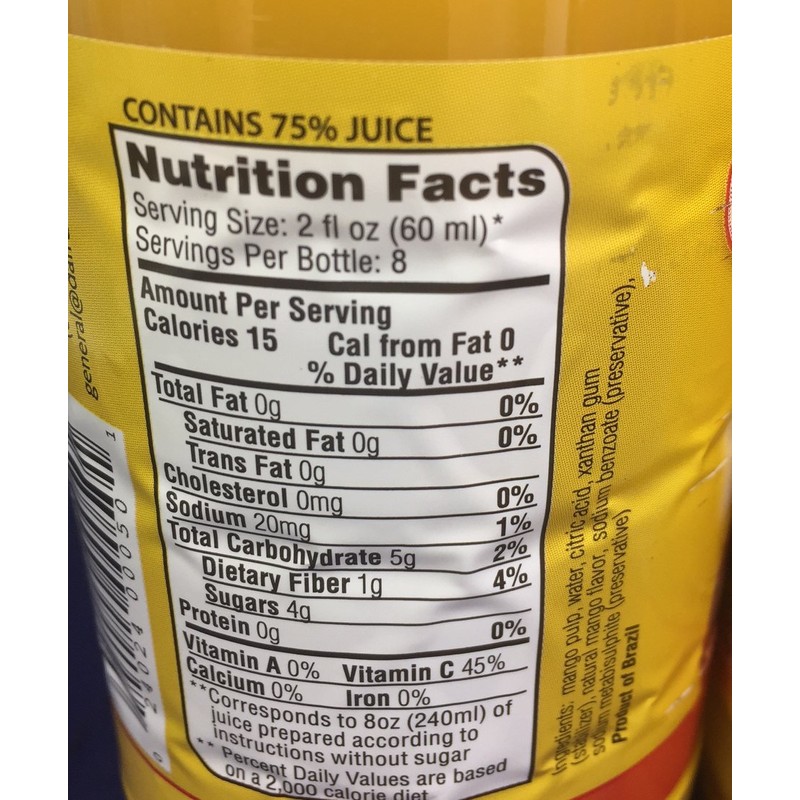 CONTAINS 75% JUICE
Nutrition Facts
Serving Size: 2 fl oz (60 ml)*
Servings Per Bottle: 8
Amount Per Serving
Calories 15 Cal from Fat 0
% Daily Value**
Total Fat 0g 0%
Saturated Fat 0g 0%
Trans Fat 0g
Cholesterol 0mg 0%
Sodium 20mg 1%
Total Carbohydrate 5g 2%
Dietary Fiber 1g 4%
Sugars 4g
Protein 0g 0%
Vitamin A 0% Vitamin C 45%
Calcium 0% Iron 0%
**Corresponds to 8oz (240ml) of
juice prepared according to
instructions without sugar
** Percent Daily Values are based
on a 2,000 calorie diet
Ingredients: mango pulp, water, citric acid, xanthan gum
(stabilizer), natural mango flavor, sodium benzoate (preservative),
sodium metabisulphite (preservative)
Product of Brazil
0 24024 00050 1